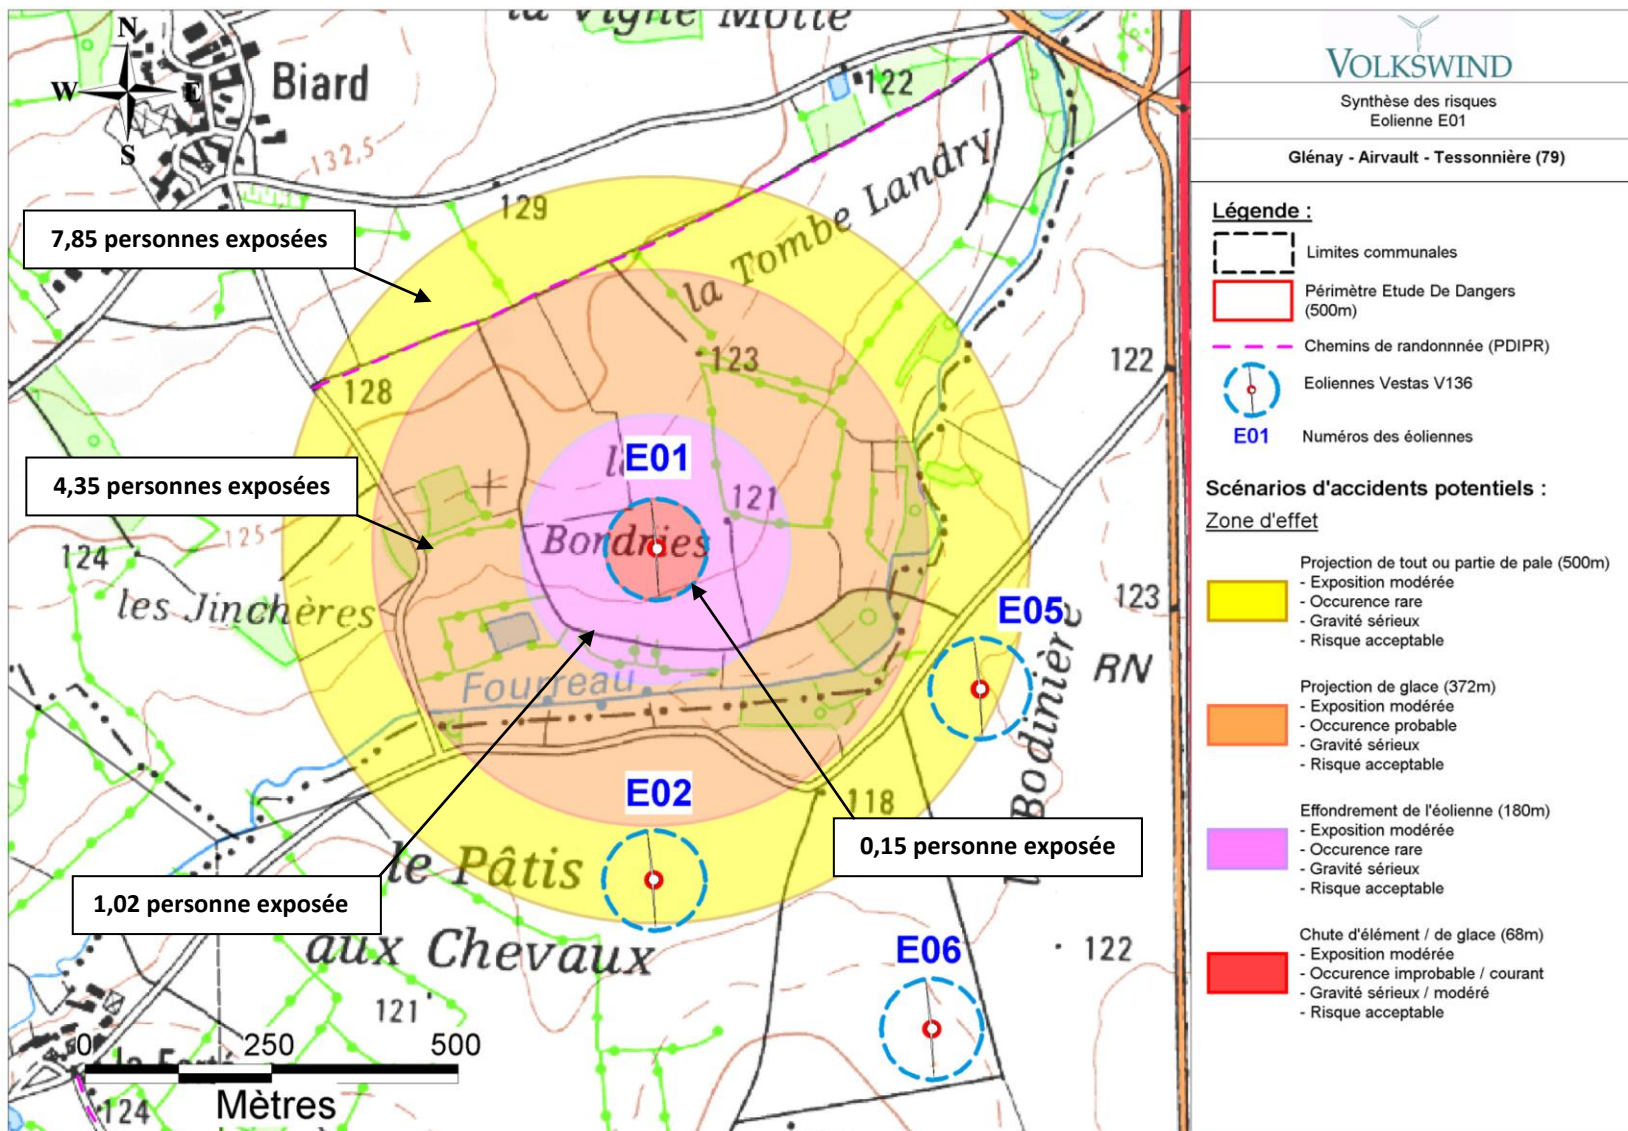 la Vigne Motte
N
W
E
S
Biard
132,5
122
129
la Tombe Landry
7,85 personnes exposées
128
123
122
E01
4,35 personnes exposées
121
125
124
Bordries
les Jinchères
123
E05
RN
Fourreau
la Bodinière
E02
118
le Pâtis
0,15 personne exposée
1,02 personne exposée
aux Chevaux
E06
122
121
0 250 500
Mètres
124
VOLKSWIND
Synthèse des risques
Eolienne E01
Glénay - Airvault - Tessonnière (79)
Légende :
Limites communales
Périmètre Etude De Dangers
(500m)
Chemins de randonnnée (PDIPR)
Eoliennes Vestas V136
E01 Numéros des éoliennes
Scénarios d'accidents potentiels :
Zone d'effet
Projection de tout ou partie de pale (500m)
- Exposition modérée
- Occurence rare
- Gravité sérieux
- Risque acceptable
Projection de glace (372m)
- Exposition modérée
- Occurence probable
- Gravité sérieux
- Risque acceptable
Effondrement de l'éolienne (180m)
- Exposition modérée
- Occurence rare
- Gravité sérieux
- Risque acceptable
Chute d'élément / de glace (68m)
- Exposition modérée
- Occurence improbable / courant
- Gravité sérieux / modéré
- Risque acceptable